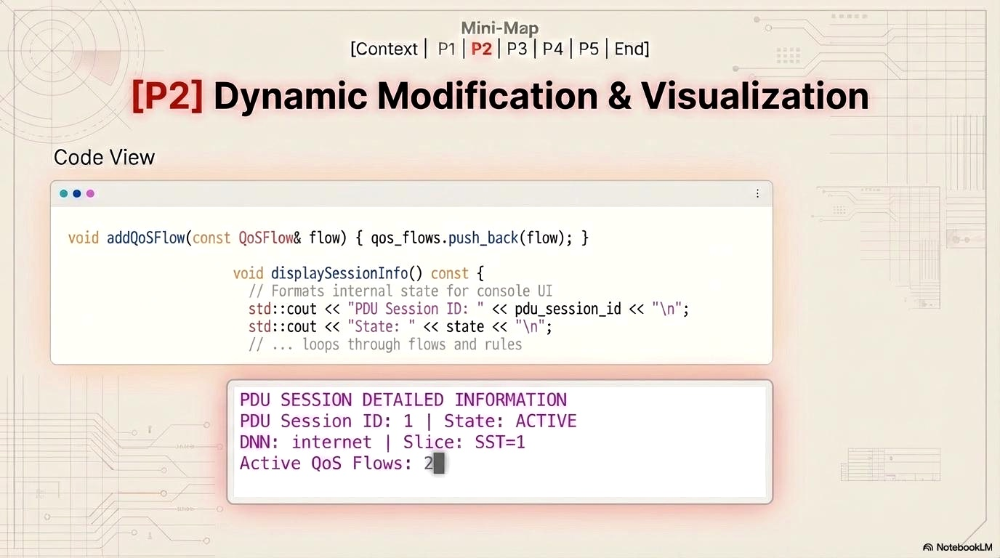 Mini-Map
[Context | P1 | P2 | P3 | P4 | P5 | End]
[P2] Dynamic Modification & Visualization
Code View
void addQoSFlow(const QoSFlow& flow) { qos_flows.push_back(flow); }
void displaySessionInfo() const {
// Formats internal state for console UI
std::cout << "PDU Session ID: " << pdu_session_id << "\n";
std::cout << "State: " << state << "\n";
// ... loops through flows and rules
PDU SESSION DETAILED INFORMATION
PDU Session ID: 1 | State: ACTIVE
DNN: internet | Slice: SST=1
Active QoS Flows: 2
NotebookLM